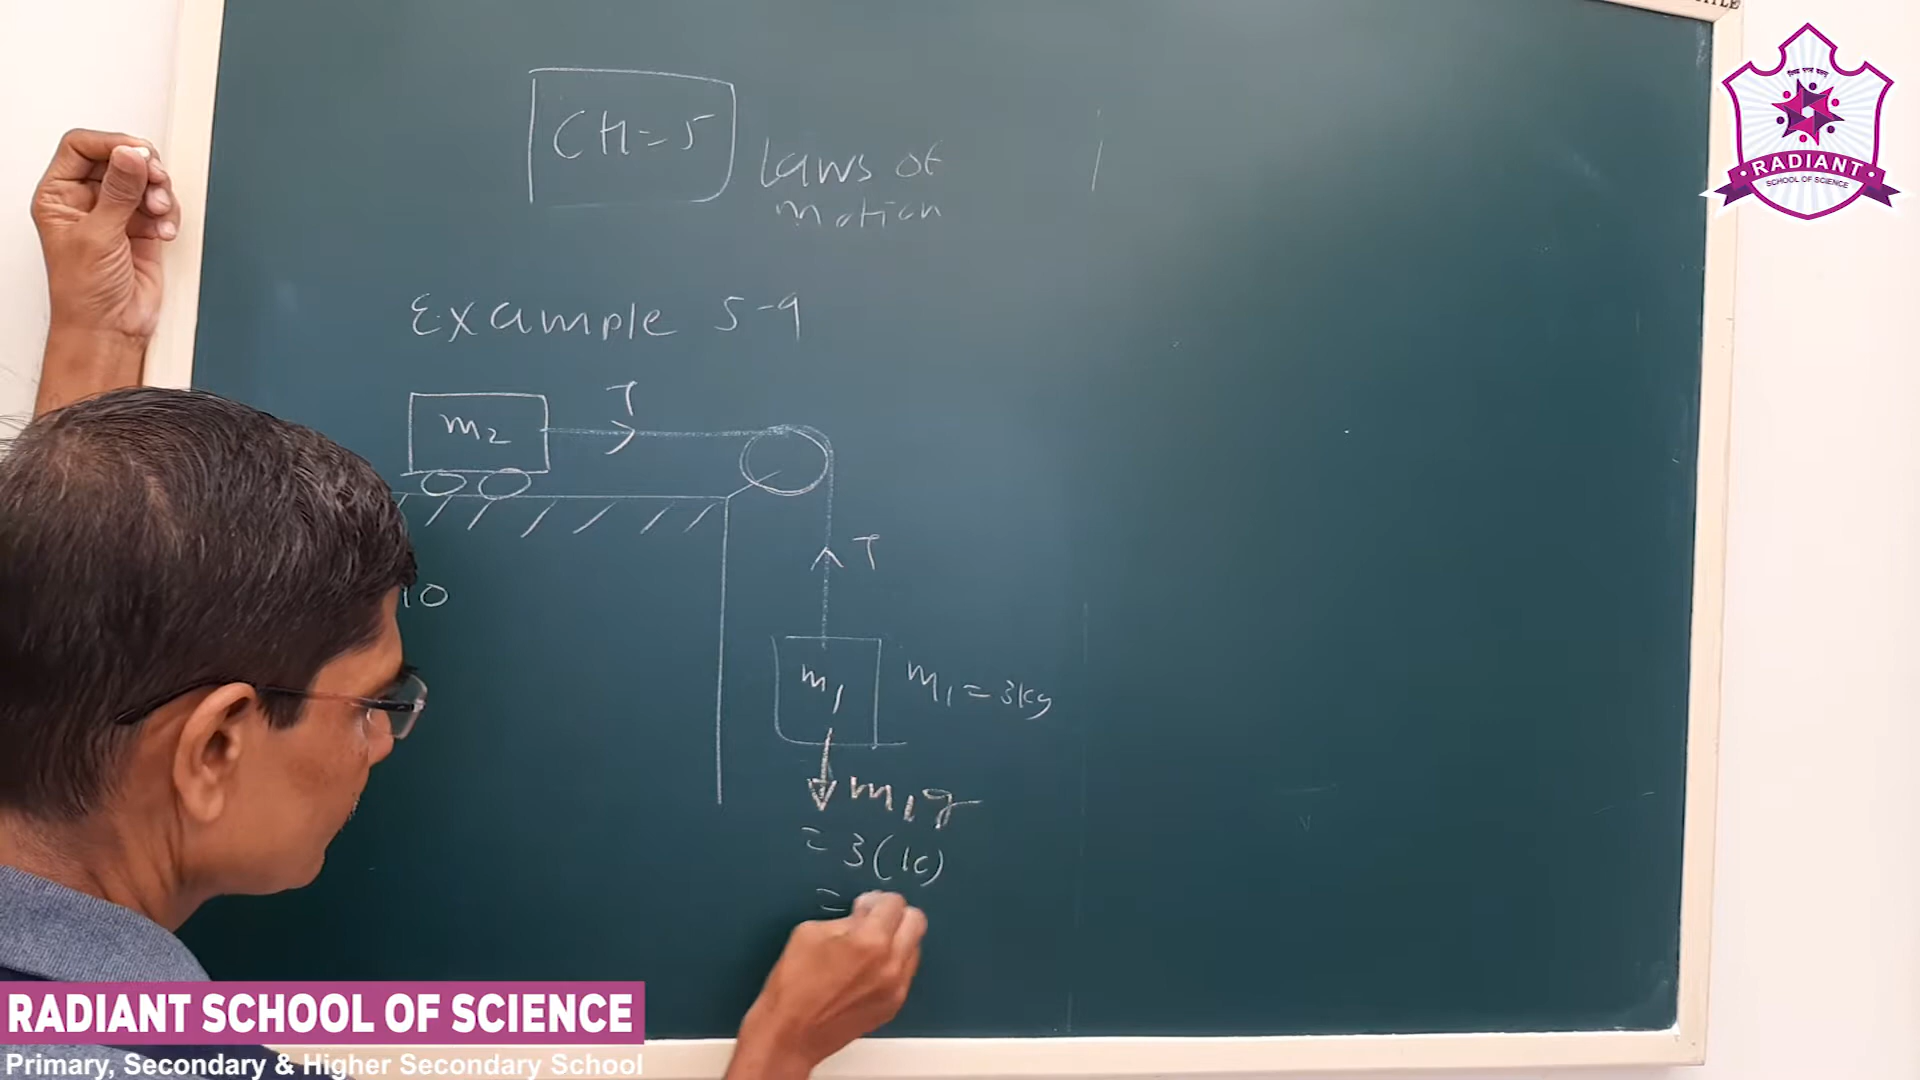 CH=5
Laws of
motion
Example 5-9
T
m2
T
10
m1
m1 = 3kg
m1g
= 3(10)
=
RADIANT
SCHOOL OF SCIENCE
RADIANT SCHOOL OF SCIENCE
Primary, Secondary & Higher Secondary School